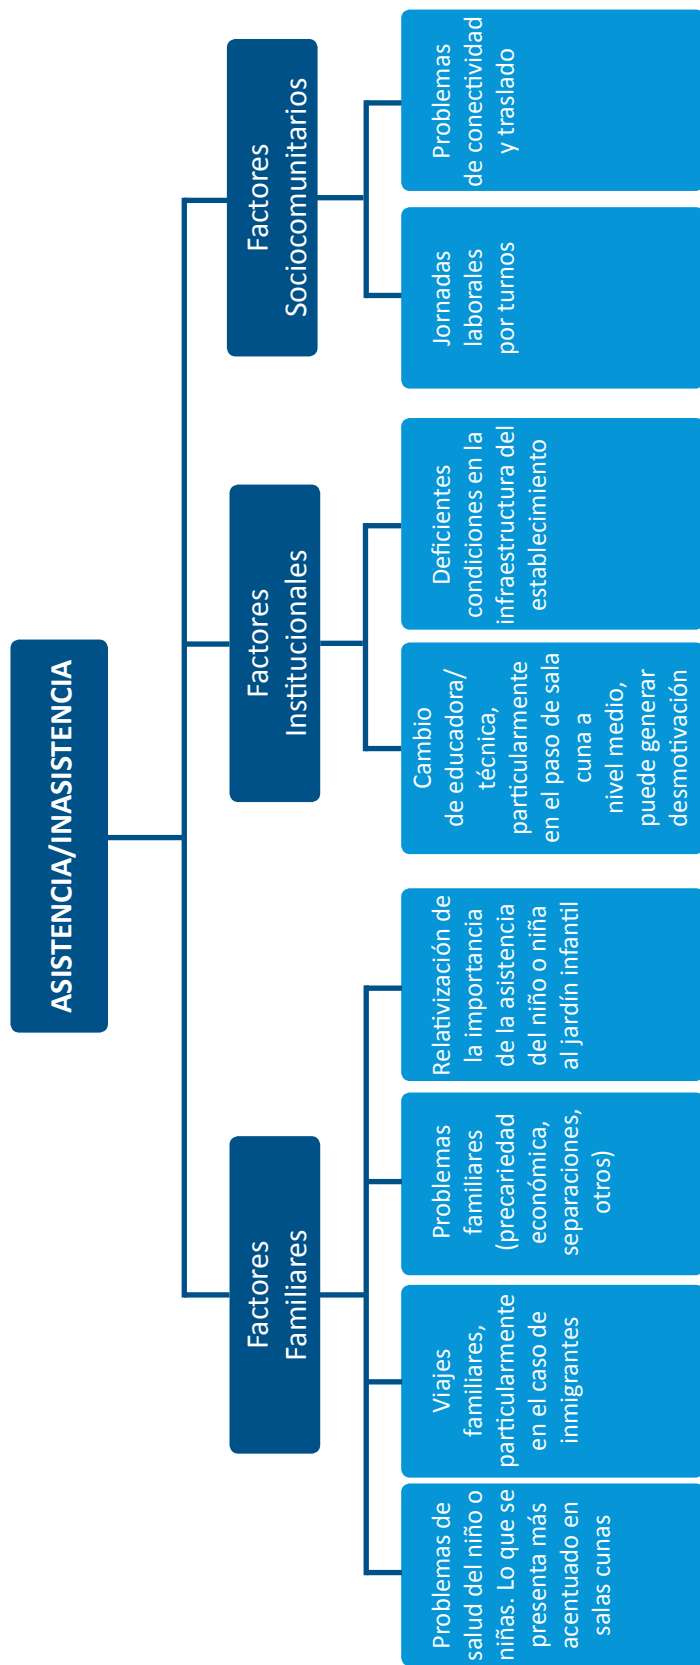 ASISTENCIA/INASISTENCIA
Factores
Familiares
Factores
Institucionales
Factores
Sociocomunitarios
Problemas de
salud del niño o
niñas. Lo que se
presenta más
acentuado en
salas cunas
Viajes
familiares,
particularmente
en el caso de
inmigrantes
Problemas
familiares
(precariedad
económica,
separaciones,
otros)
Relativización de
la importancia
de la asistencia
del niño o niña
al jardín infantil
Cambio
de educadora/
técnica,
particularmente
en el paso de sala
cuna a
nivel medio,
puede generar
desmotivación
Deficientes
condiciones en la
infraestructura del
establecimiento
Jornadas
laborales
por turnos
Problemas
de conectividad
y traslado